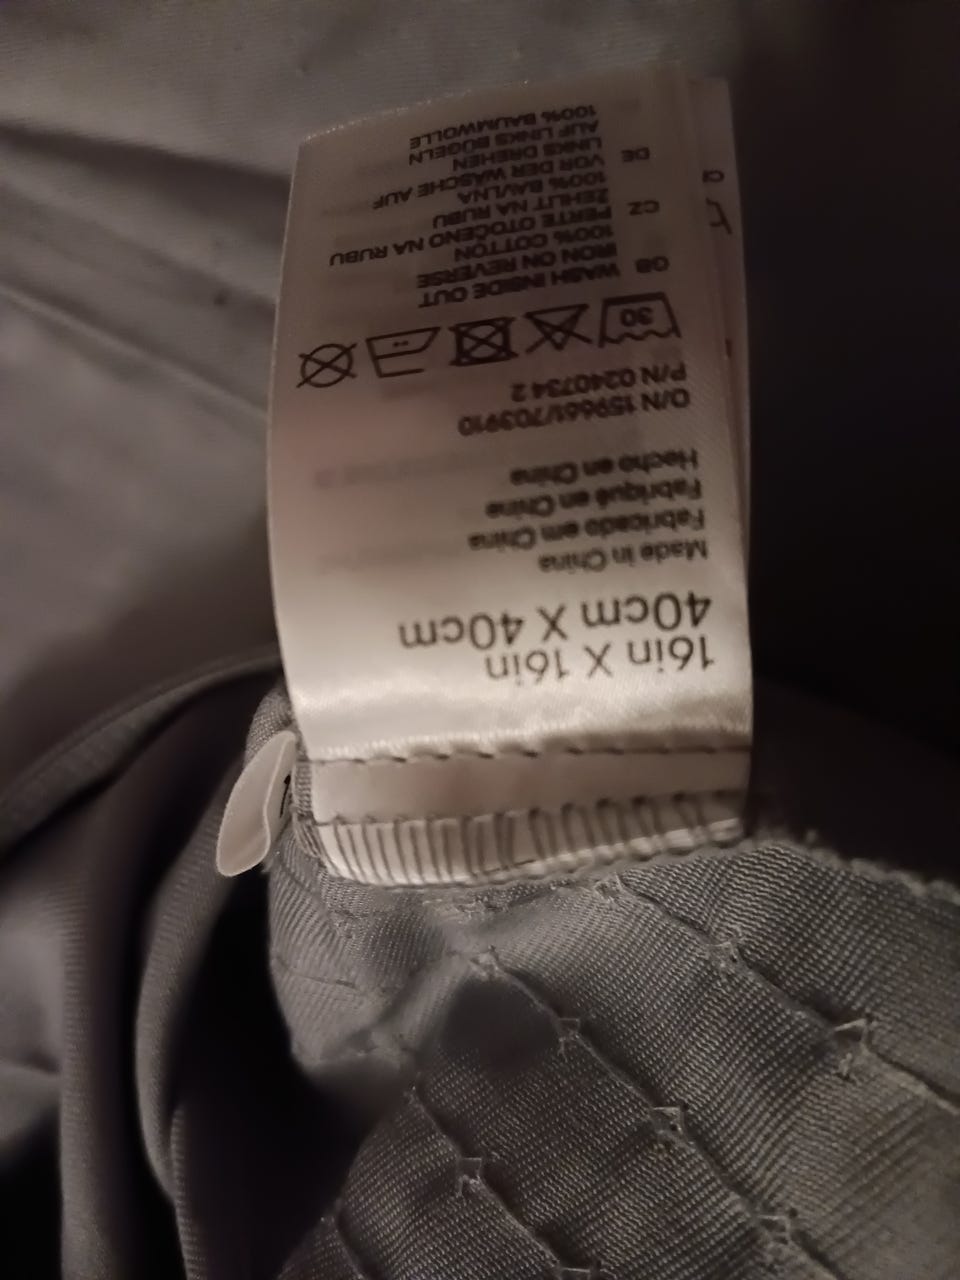 16in X 16in
40cm X 40cm
Made in China
Fabricado em China
Fabriqué en China
Hecho en China
O/N 159661/703910
P/N 0240734 2
30
GB WASH INSIDE OUT
IRON ON REVERSE
100% COTTON
CZ PERTE OTOČENO NA RUBU
ŽEHLIT NA RUBU
100% BAVLNA
DE VOR DER WÄSCHE AUF
LINKS DREHEN
AUF LINKS BÜGELN
100% BAUMWOLLE